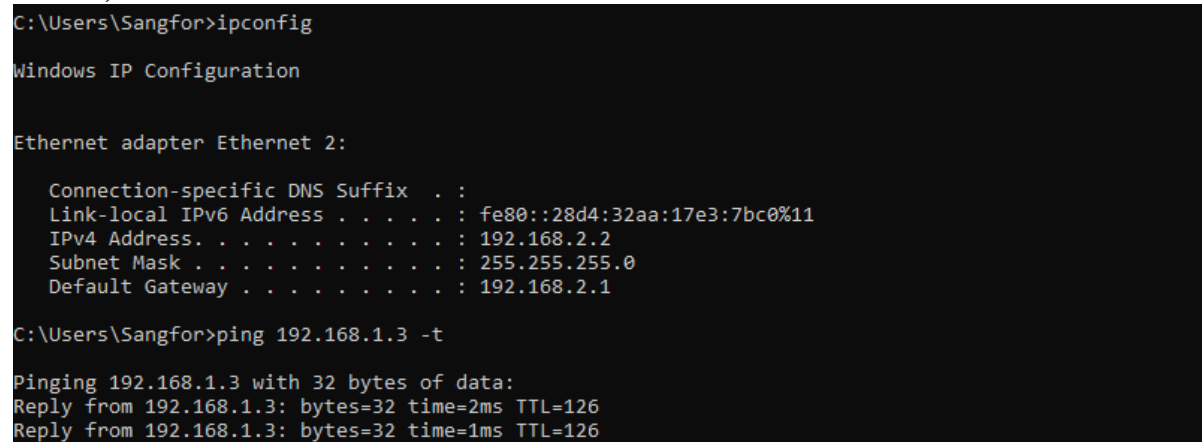 C:\Users\Sangfor>ipconfig
Windows IP Configuration
Ethernet adapter Ethernet 2:
Connection-specific DNS Suffix  . :
Link-local IPv6 Address . . . . . : fe80::28d4:32aa:17e3:7bc0%11
IPv4 Address. . . . . . . . . . . : 192.168.2.2
Subnet Mask . . . . . . . . . . . : 255.255.255.0
Default Gateway . . . . . . . . . : 192.168.2.1
C:\Users\Sangfor>ping 192.168.1.3 -t
Pinging 192.168.1.3 with 32 bytes of data:
Reply from 192.168.1.3: bytes=32 time=2ms TTL=126
Reply from 192.168.1.3: bytes=32 time=1ms TTL=126